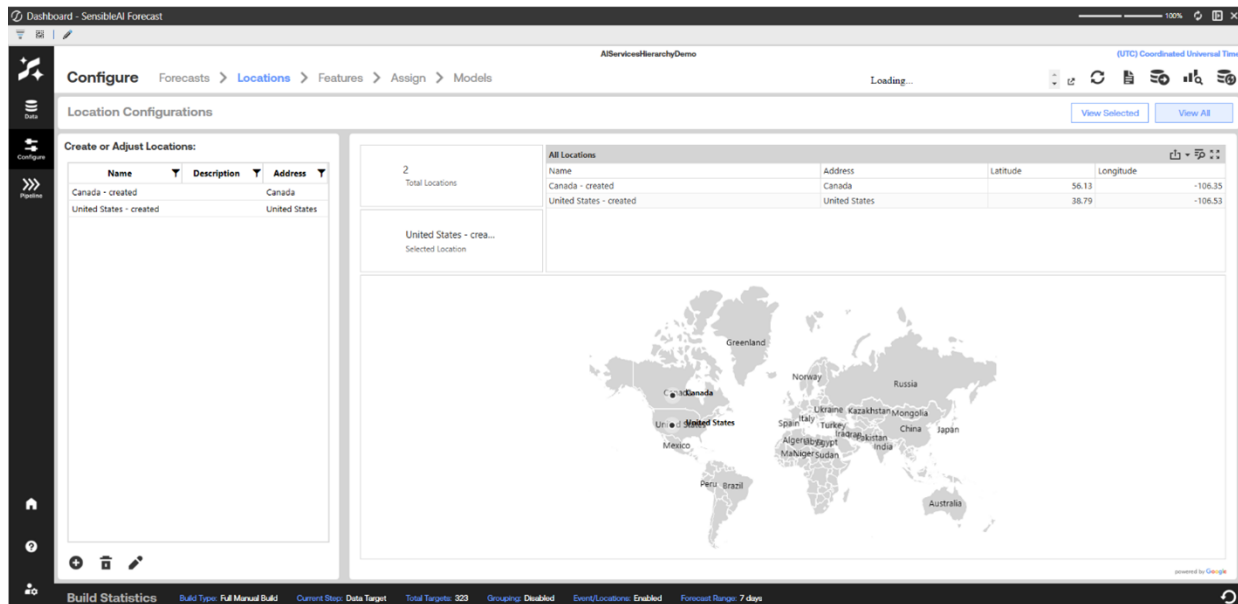 Dashboard - SensibleAI Forecast
100%
AIServicesHierarchyDemo
(UTC) Coordinated Universal Time
Configure Forecasts Locations Features Assign Models
Loading...
Data
Configure
Pipeline
Location Configurations
View Selected View All
Create or Adjust Locations:
Name Description Address
Canada - created Canada
United States - created United States
2
Total Locations
United States - crea...
Selected Location
All Locations
Name Address Latitude Longitude
Canada - created Canada 56.13 -106.35
United States - created United States 38.79 -106.53
Greenland
Norway
Russia
Canada
Ukraine Kazakhstan Mongolia
United States
Spain Italy Turkey China Japan
Pakistan
Mexico
India
Sudan
Peru Brazil
Australia
powered by Google
Build Statistics Build Type: Full Manual Build Current Step: Data Target Total Targets: 323 Grouping: Disabled Event/Locations: Enabled Forecast Range: 7 days